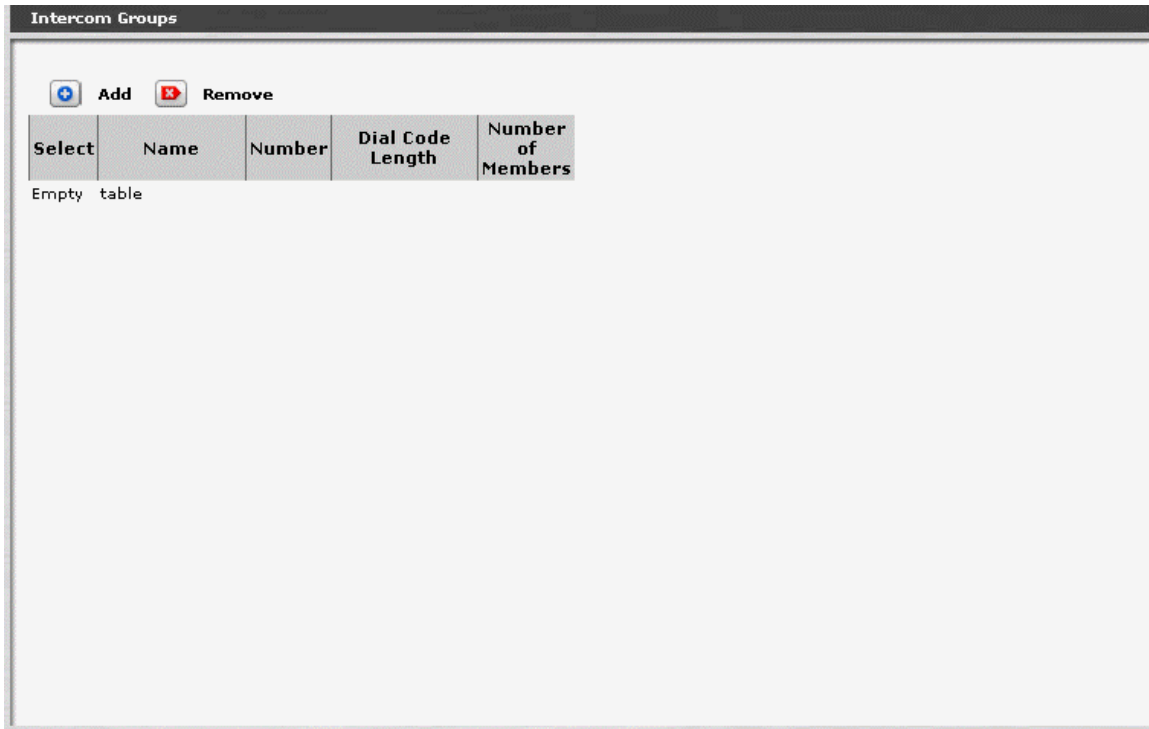 Intercom Groups
Add Remove
Select Name Number Dial Code Length Number of Members
Empty table